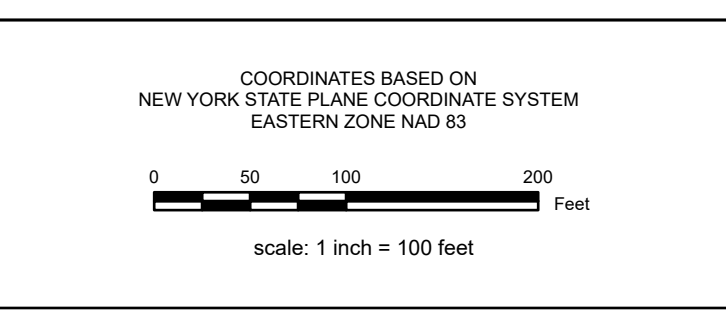 COORDINATES BASED ON
NEW YORK STATE PLANE COORDINATE SYSTEM
EASTERN ZONE NAD 83
0 50 100 200
Feet
scale: 1 inch = 100 feet